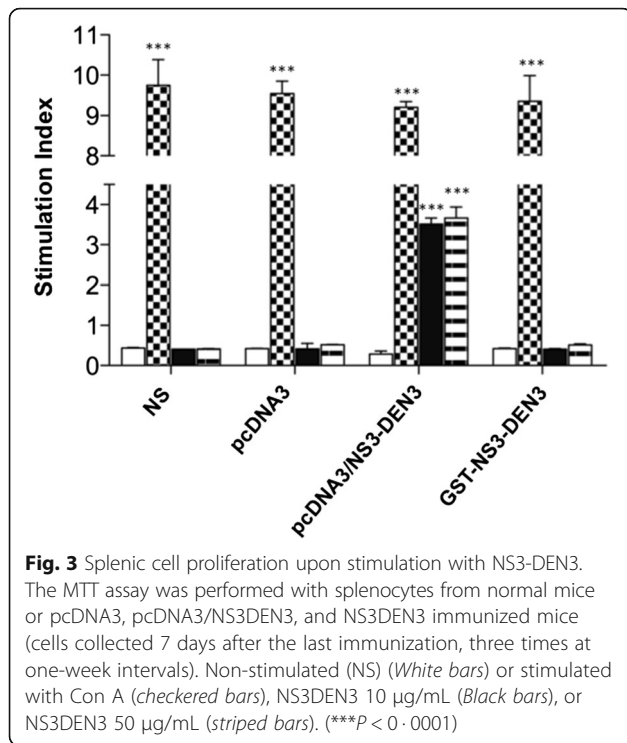 ***
***
***
***
11
10
9
8
4
3
2
1
0
*** ***
Stimulation Index
NS
pcDNA3
pcDNA3/NS3-DEN3
GST-NS3-DEN3
Fig. 3 Splenic cell proliferation upon stimulation with NS3-DEN3.
The MTT assay was performed with splenocytes from normal mice
or pcDNA3, pcDNA3/NS3DEN3, and NS3DEN3 immunized mice
(cells collected 7 days after the last immunization, three times at
one-week intervals). Non-stimulated (NS) (White bars) or stimulated
with Con A (checkered bars), NS3DEN3 10 μg/mL (Black bars), or
NS3DEN3 50 μg/mL (striped bars). (***P < 0·0001)